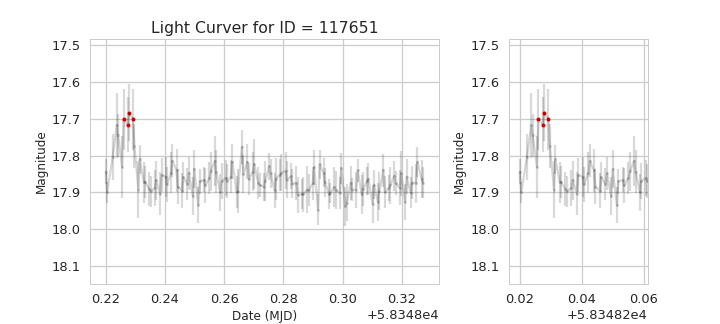 Light Curver for ID = 117651
17.5
17.6
17.7
17.8
17.9
18.0
18.1
Magnitude
0.22 0.24 0.26 0.28 0.30 0.32
Date (MJD)
+5.8348e4
17.5
17.6
17.7
17.8
17.9
18.0
18.1
Magnitude
0.02 0.04 0.06
+5.83482e4